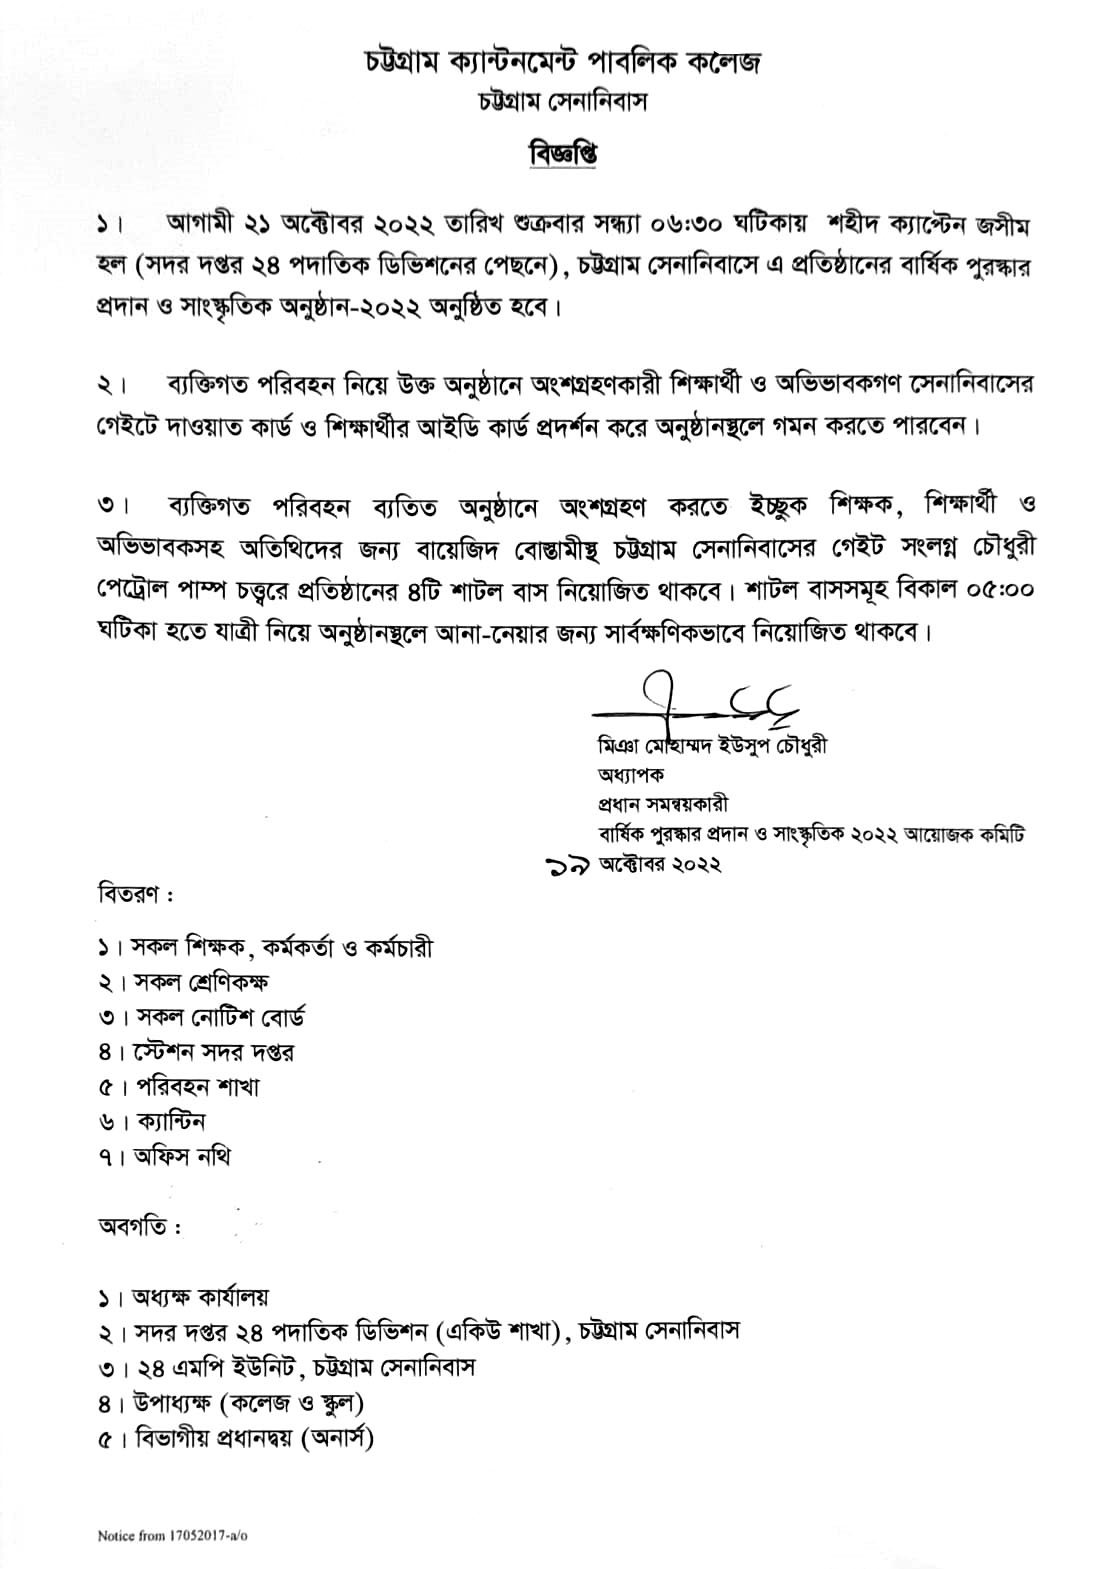 চট্টগ্রাম ক্যান্টনমেন্ট পাবলিক কলেজ
চট্টগ্রাম সেনানিবাস
বিজ্ঞপ্তি
১। আগামী ২১ অক্টোবর ২০২২ তারিখ শুক্রবার সন্ধ্যা ০৬:৩০ ঘটিকায় শহীদ ক্যাপ্টেন জসীম
হল (সদর দপ্তর ২৪ পদাতিক ডিভিশনের পেছনে), চট্টগ্রাম সেনানিবাসে এ প্রতিষ্ঠানের বার্ষিক পুরস্কার
প্রদান ও সাংস্কৃতিক অনুষ্ঠান-২০২২ অনুষ্ঠিত হবে।
২। ব্যক্তিগত পরিবহন নিয়ে উক্ত অনুষ্ঠানে অংশগ্রহণকারী শিক্ষার্থী ও অভিভাবকগণ সেনানিবাসের
গেইটে দাওয়াত কার্ড ও শিক্ষার্থীর আইডি কার্ড প্রদর্শন করে অনুষ্ঠানস্থলে গমন করতে পারবেন।
৩। ব্যক্তিগত পরিবহন ব্যতিত অনুষ্ঠানে অংশগ্রহণ করতে ইচ্ছুক শিক্ষক, শিক্ষার্থী ও
অভিভাবকসহ অতিথিদের জন্য বায়েজিদ বোস্তামীস্থ চট্টগ্রাম সেনানিবাসের গেইট সংলগ্ন চৌধুরী
পেট্রোল পাম্প চত্ত্বরে প্রতিষ্ঠানের ৪টি শাটল বাস নিয়োজিত থাকবে। শাটল বাসসমূহ বিকাল ০৫:০০
ঘটিকা হতে যাত্রী নিয়ে অনুষ্ঠানস্থলে আনা-নেয়ার জন্য সার্বক্ষণিকভাবে নিয়োজিত থাকবে।
মিঞা মোহাম্মদ ইউসুপ চৌধুরী
অধ্যাপক
প্রধান সমন্বয়কারী
বার্ষিক পুরস্কার প্রদান ও সাংস্কৃতিক ২০২২ আয়োজক কমিটি
১৯ অক্টোবর ২০২২
বিতরণ :
১। সকল শিক্ষক, কর্মকর্তা ও কর্মচারী
২। সকল শ্রেণিকক্ষ
৩। সকল নোটিশ বোর্ড
৪। স্টেশন সদর দপ্তর
৫। পরিবহন শাখা
৬। ক্যান্টিন
৭। অফিস নথি
অবগতি :
১। অধ্যক্ষ কার্যালয়
২। সদর দপ্তর ২৪ পদাতিক ডিভিশন (একিউ শাখা), চট্টগ্রাম সেনানিবাস
৩। ২৪ এমপি ইউনিট, চট্টগ্রাম সেনানিবাস
৪। উপাধ্যক্ষ (কলেজ ও স্কুল)
৫। বিভাগীয় প্রধানদ্বয় (অনার্স)
Notice from 17052017-a/o